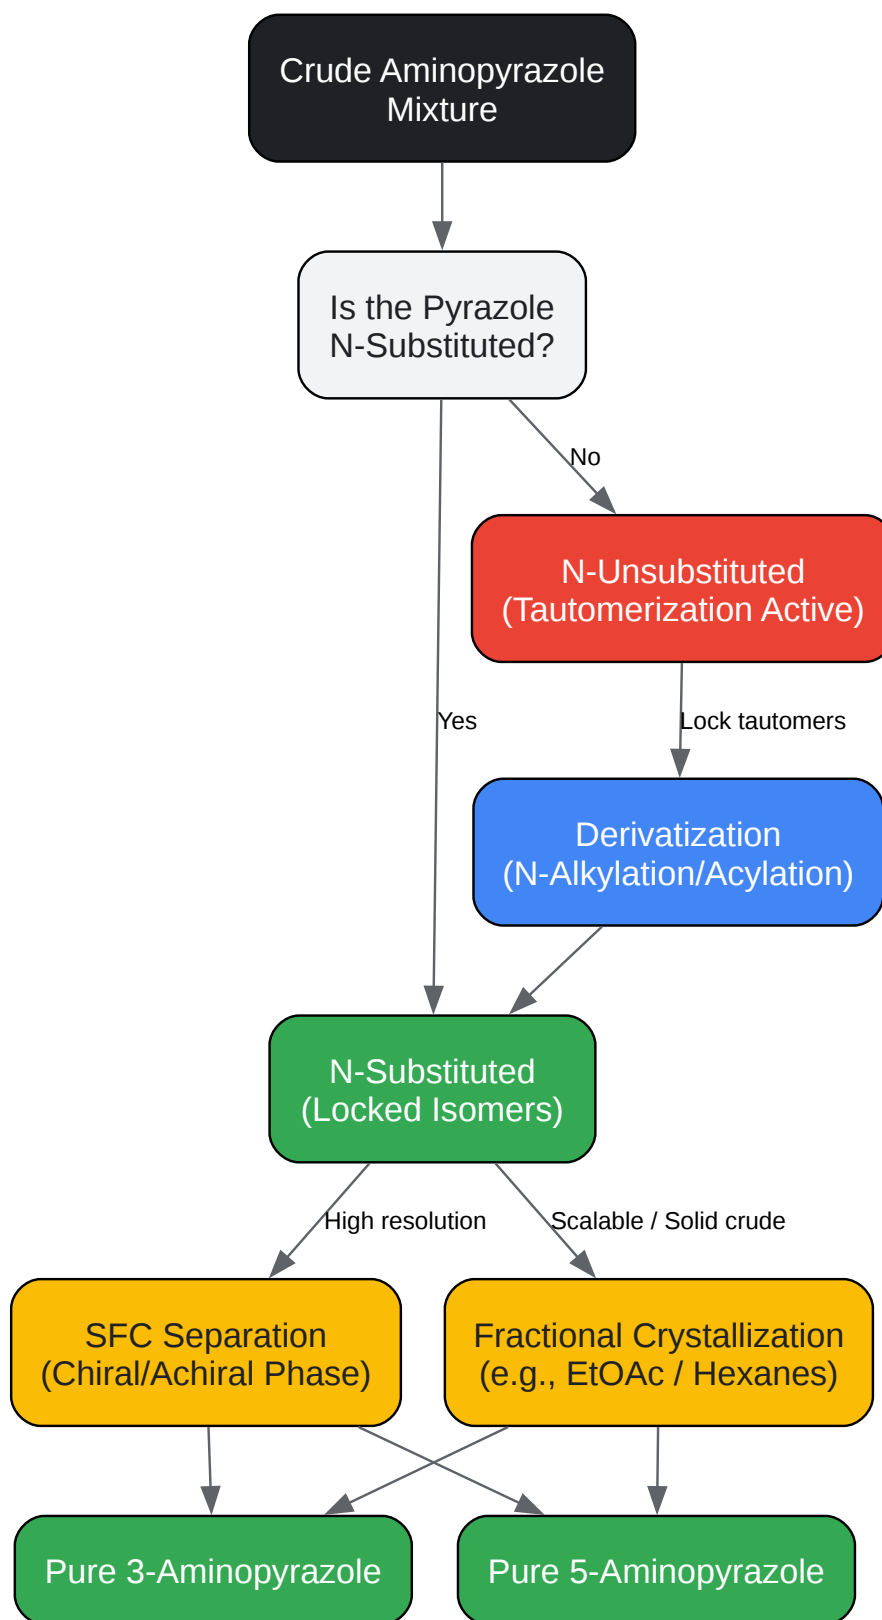 Crude Aminopyrazole
Mixture
Is the Pyrazole
N-Substituted?
No
N-Unsubstituted
(Tautomerization Active)
Yes
Lock tautomers
Derivatization
(N-Alkylation/Acylation)
N-Substituted
(Locked Isomers)
High resolution
Scalable / Solid crude
SFC Separation
(Chiral/Achiral Phase)
Fractional Crystallization
(e.g., EtOAc / Hexanes)
Pure 3-Aminopyrazole
Pure 5-Aminopyrazole